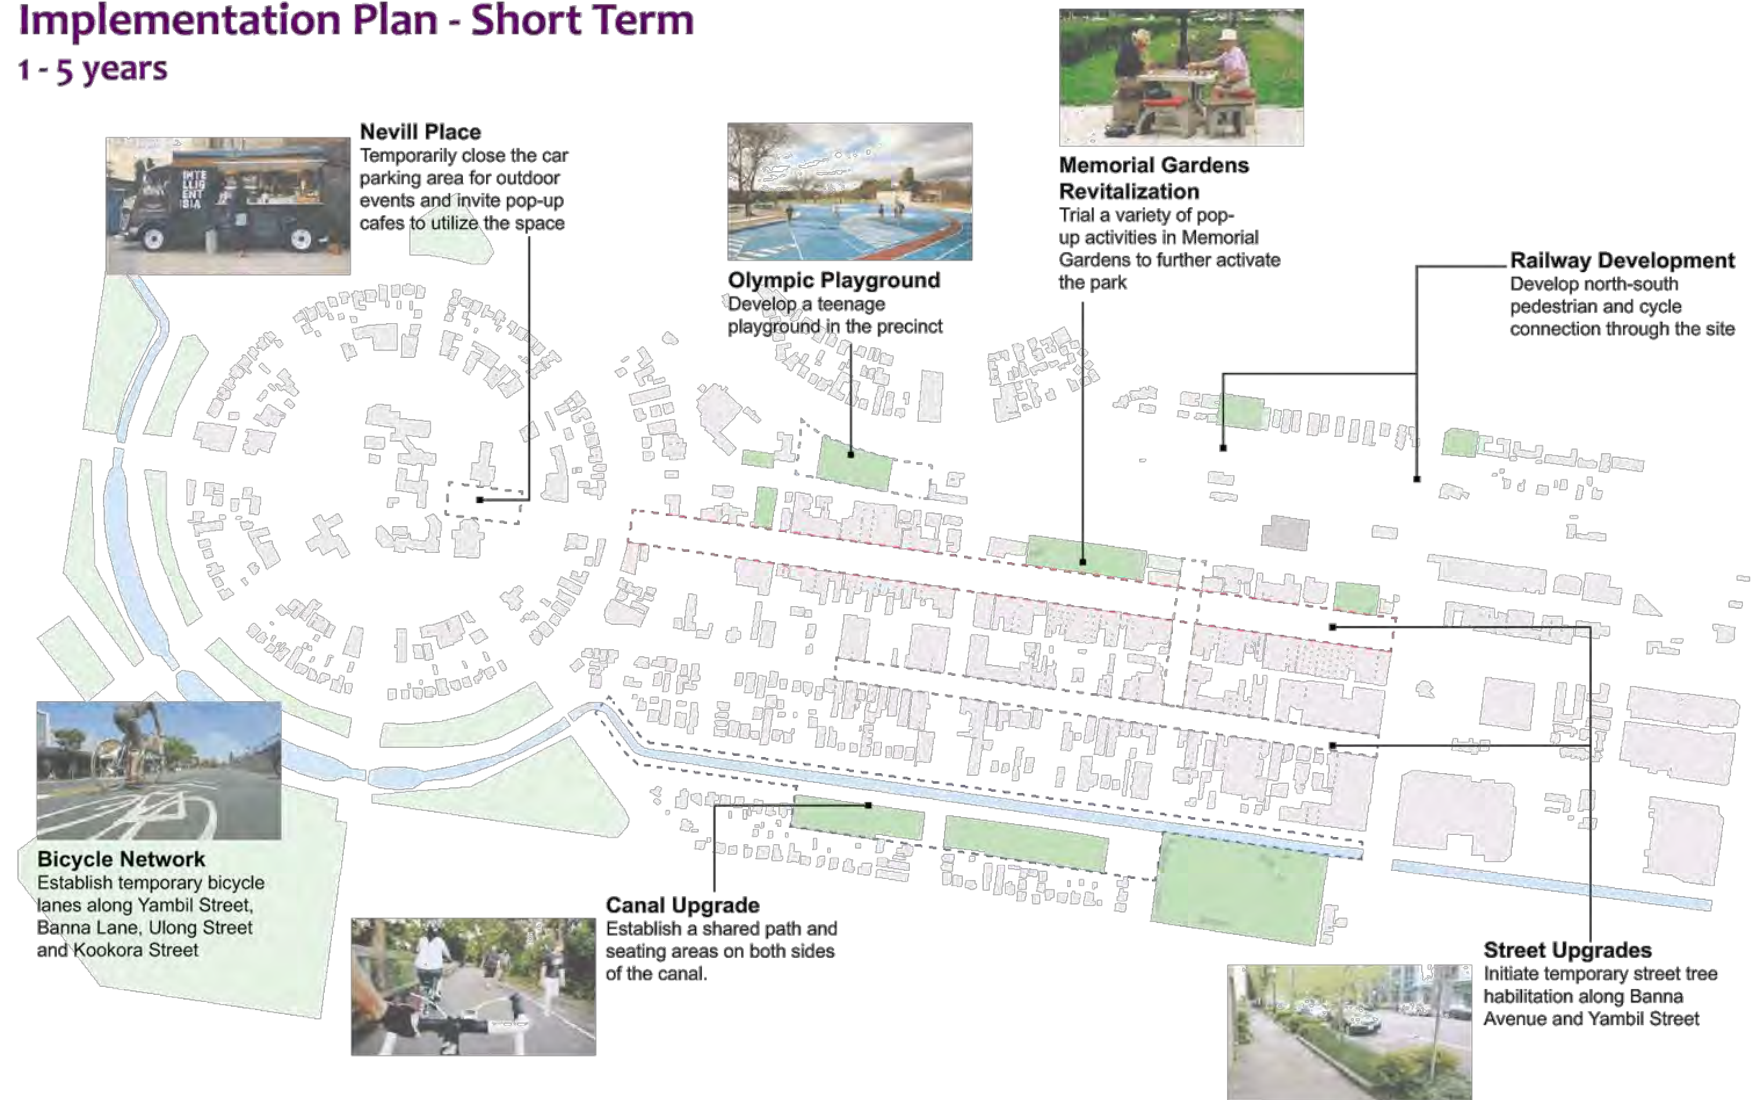 Implementation Plan - Short Term
1 - 5 years
Nevill Place
Temporarily close the car
parking area for outdoor
events and invite pop-up
cafes to utilize the space
INTE
LLIG
ENT
SIA
Olympic Playground
Develop a teenage
playground in the precinct
Memorial Gardens
Revitalization
Trial a variety of pop-
up activities in Memorial
Gardens to further activate
the park
Railway Development
Develop north-south
pedestrian and cycle
connection through the site
Bicycle Network
Establish temporary bicycle
lanes along Yambil Street,
Banna Lane, Ulong Street
and Kookora Street
Canal Upgrade
Establish a shared path and
seating areas on both sides
of the canal.
Street Upgrades
Initiate temporary street tree
habilitation along Banna
Avenue and Yambil Street